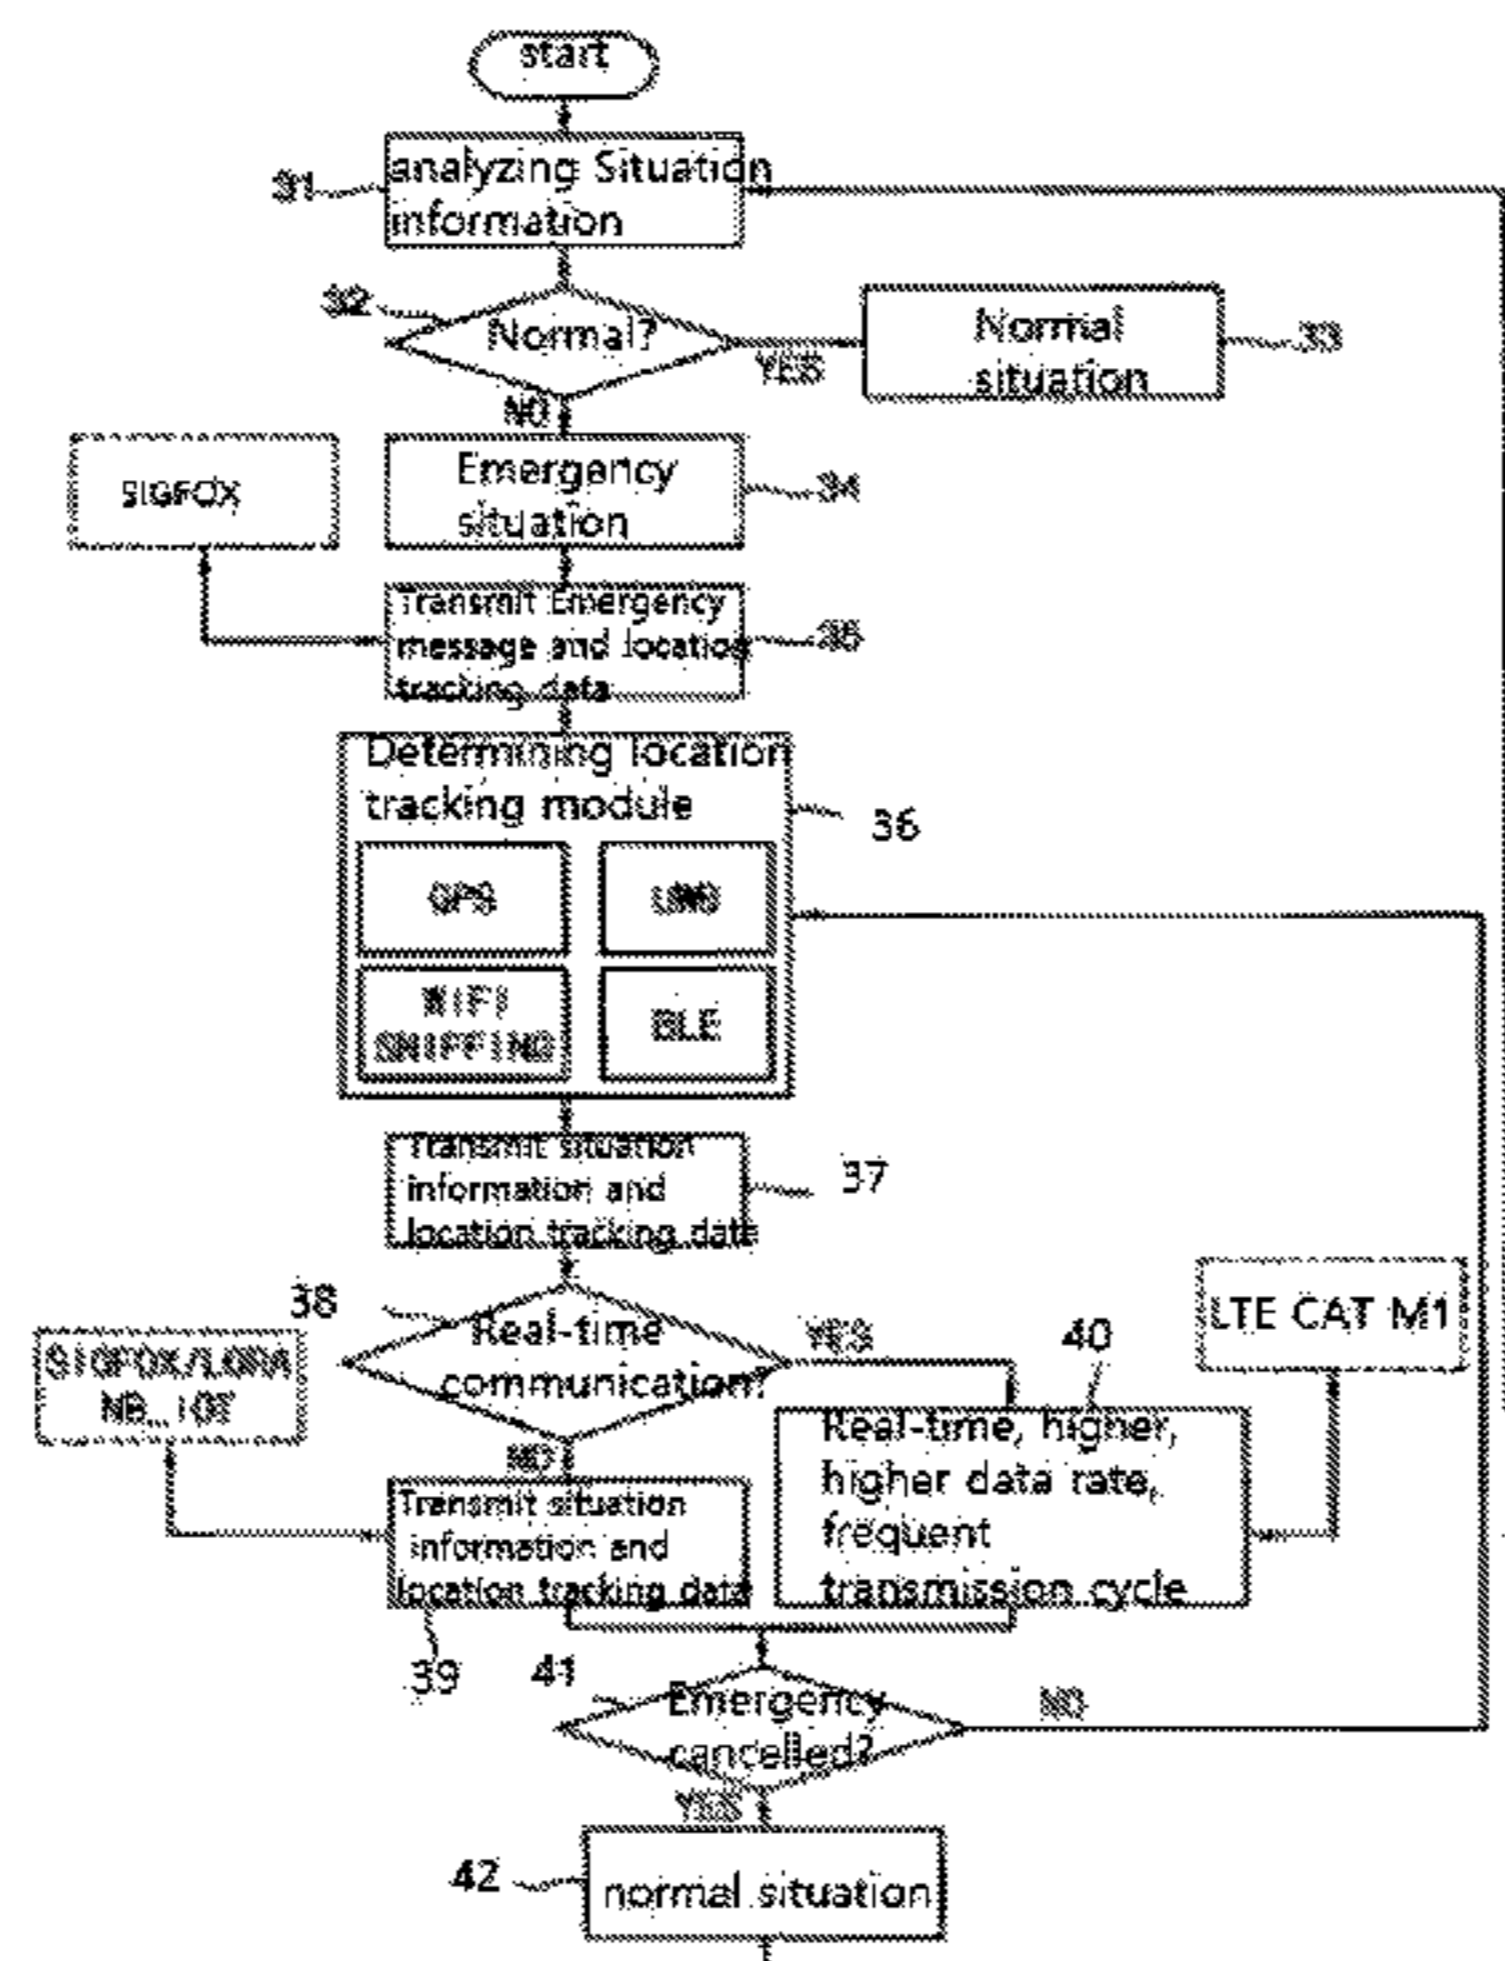 start
analyzing Situation
information
31
32
Normal?
YES
Normal
situation
33
NO
SIGFOX
Emergency
situation
34
Transmit Emergency
message and location
tracking data
35
Determining location
tracking module
36
GPS
WIFI
SNIFFING
BLE
Transmit situation
information and
location tracking data
37
38
Real-time
communication?
YES
40
LTE CAT M1
NB_IOT
NO
Transmit situation
information and
location tracking data
39
Real-time, higher,
higher data rate,
frequent
transmission cycle
41
Emergency
cancelled?
NO
YES
42
normal situation